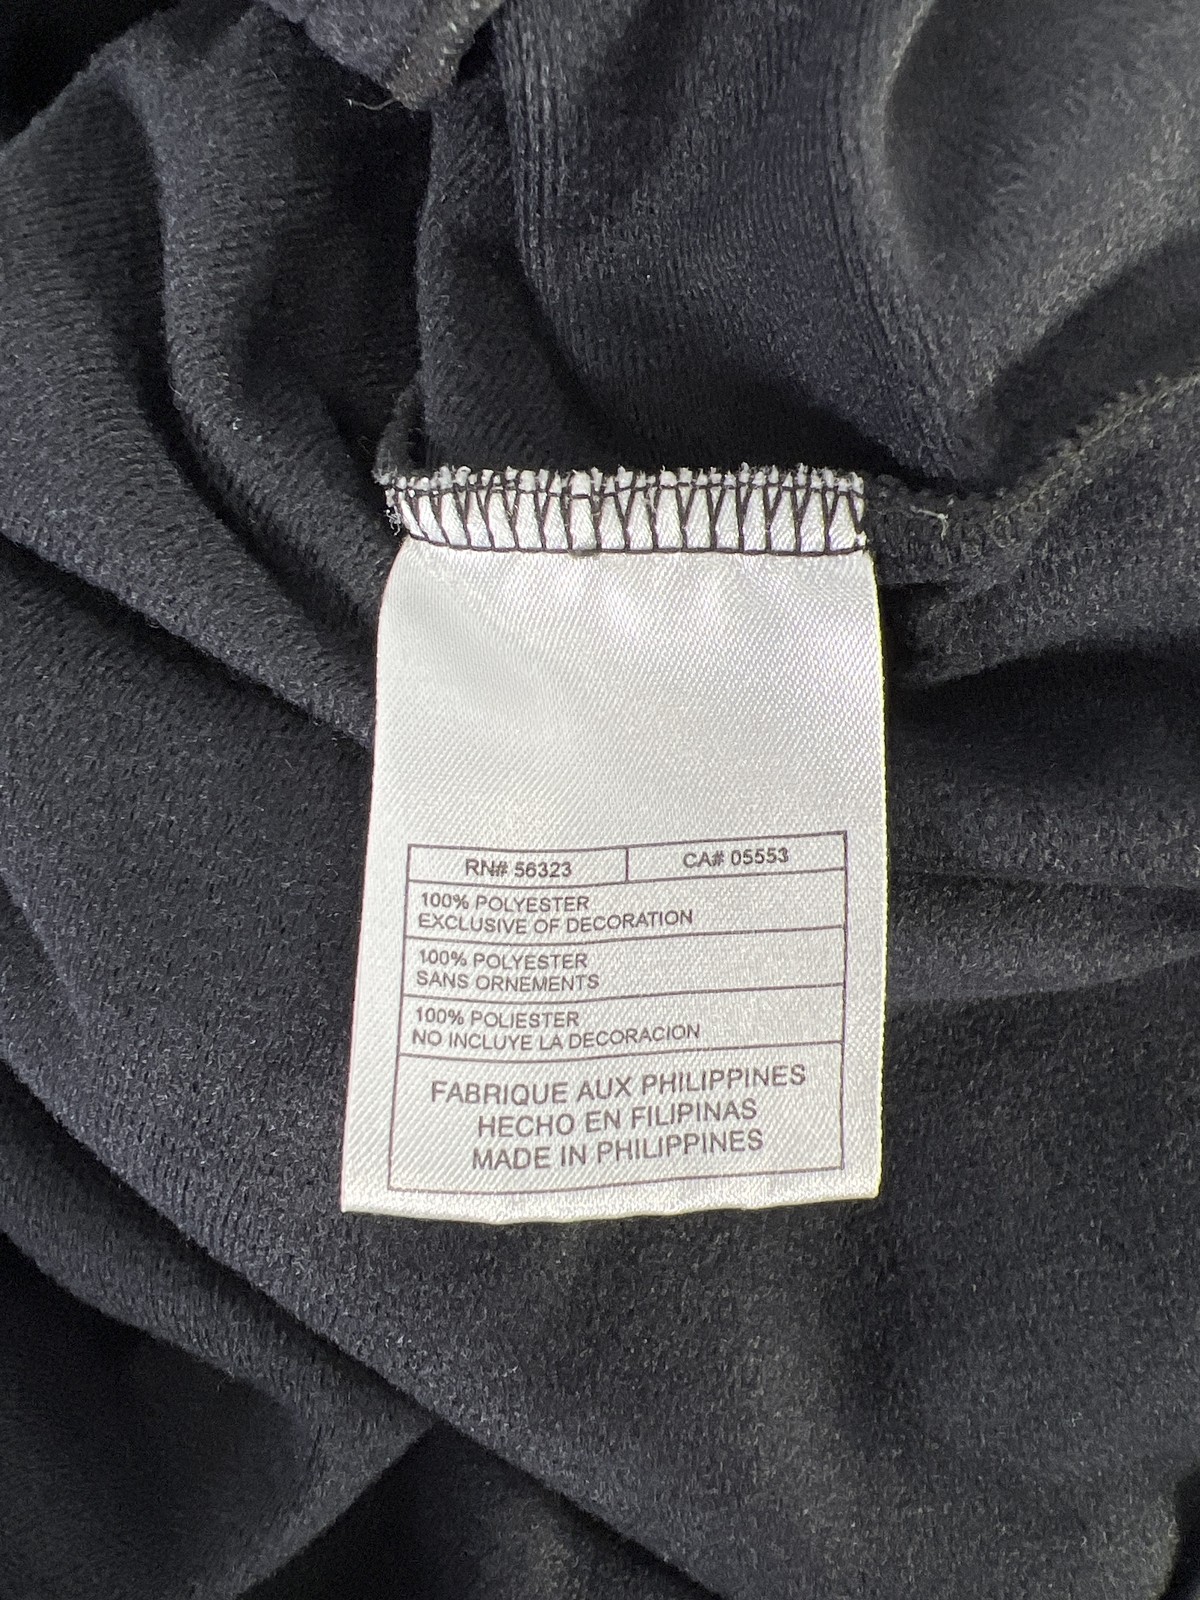 RN# 56323 CA# 05553
100% POLYESTER
EXCLUSIVE OF DECORATION
100% POLYESTER
SANS ORNEMENTS
100% POLIESTER
NO INCLUYE LA DECORACION
FABRIQUE AUX PHILIPPINES
HECHO EN FILIPINAS
MADE IN PHILIPPINES